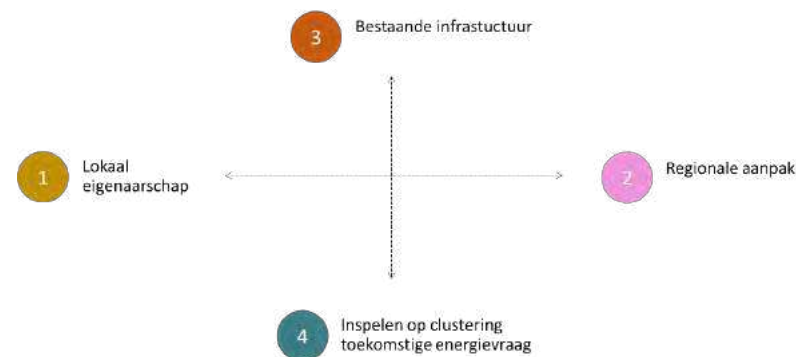 3
Bestaande infrastuctuur
1
Lokaal
eigenaarschap
2
Regionale aanpak
4
Inspelen op clustering
toekomstige energievraag